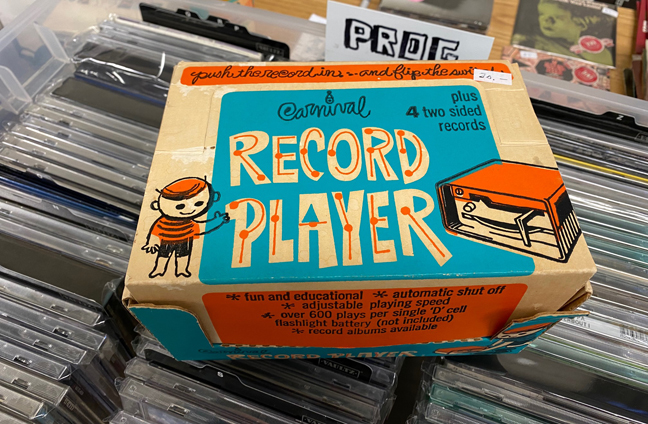 PROG
push the record in - and flip the switch
26.—
Carnival
plus
4 two sided
records
RECORD
PLAYER
* fun and educational * automatic shut off
* adjustable playing speed
* over 600 plays per single 'D' cell
flashlight battery (not included)
* record albums available
RECORD PLAYER